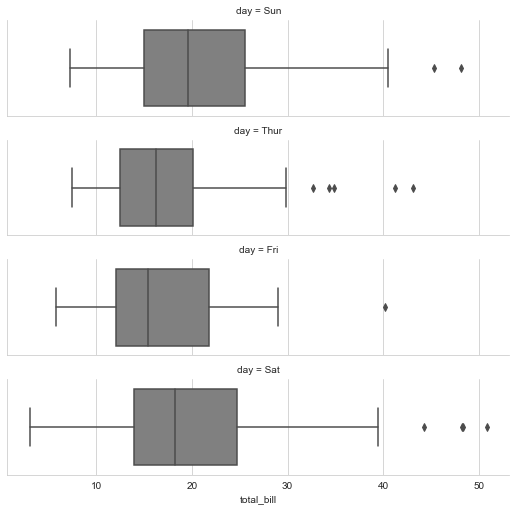 day = Sun
day = Thur
day = Fri
day = Sat
10 20 30 40 50
total_bill